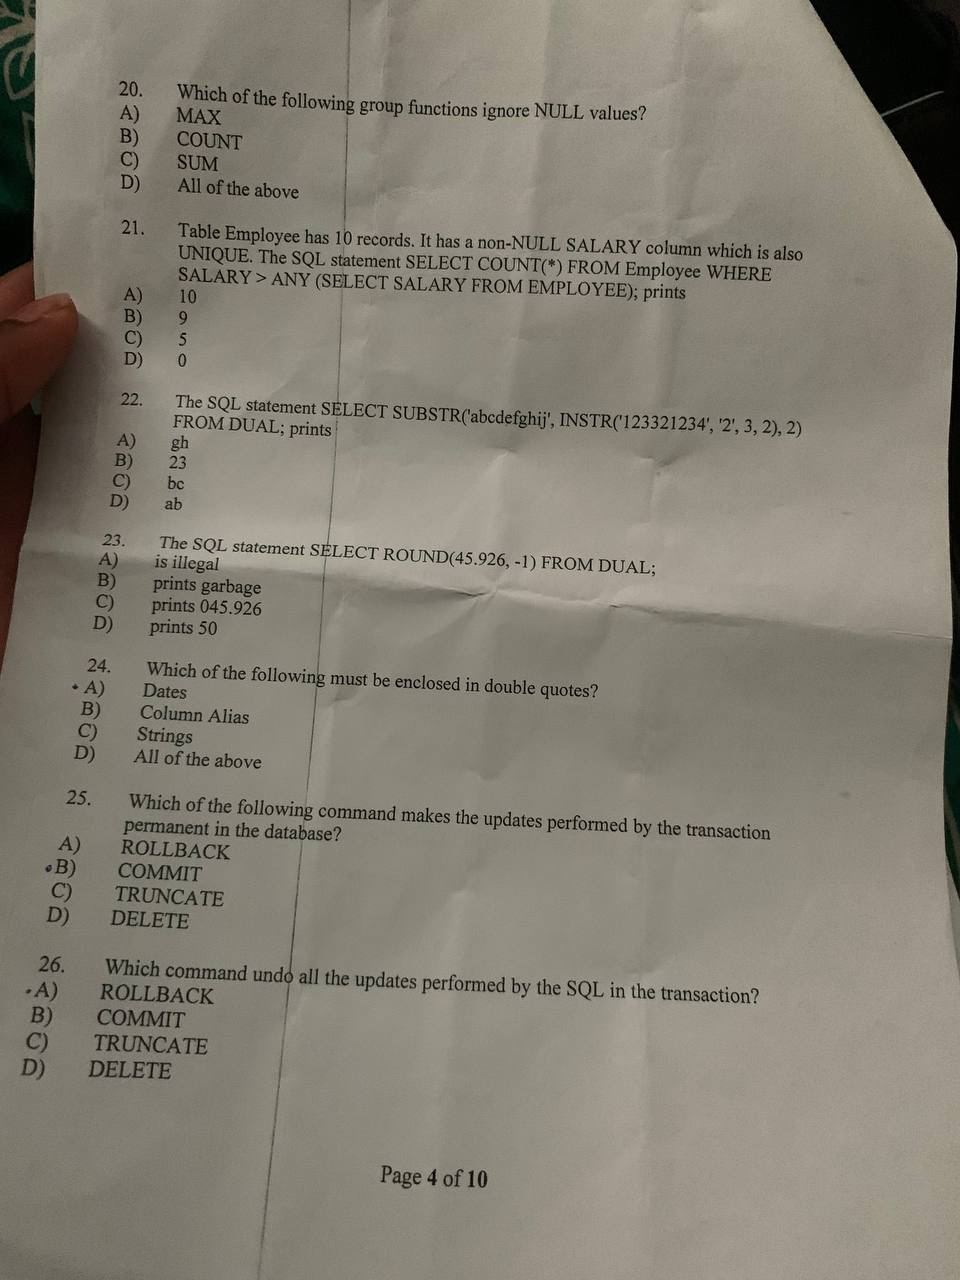 20. Which of the following group functions ignore NULL values?
A) MAX
B) COUNT
C) SUM
D) All of the above
21. Table Employee has 10 records. It has a non-NULL SALARY column which is also
UNIQUE. The SQL statement SELECT COUNT(*) FROM Employee WHERE
SALARY > ANY (SELECT SALARY FROM EMPLOYEE); prints
A) 10
B) 9
C) 5
D) 0
22. The SQL statement SELECT SUBSTR('abcdefghij', INSTR('123321234', '2', 3, 2), 2)
FROM DUAL; prints
A) gh
B) 23
C) bc
D) ab
23. The SQL statement SELECT ROUND(45.926, -1) FROM DUAL;
A) is illegal
B) prints garbage
C) prints 045.926
D) prints 50
24. Which of the following must be enclosed in double quotes?
A) Dates
B) Column Alias
C) Strings
D) All of the above
25. Which of the following command makes the updates performed by the transaction
permanent in the database?
A) ROLLBACK
B) COMMIT
C) TRUNCATE
D) DELETE
26. Which command undo all the updates performed by the SQL in the transaction?
A) ROLLBACK
B) COMMIT
C) TRUNCATE
D) DELETE
Page 4 of 10